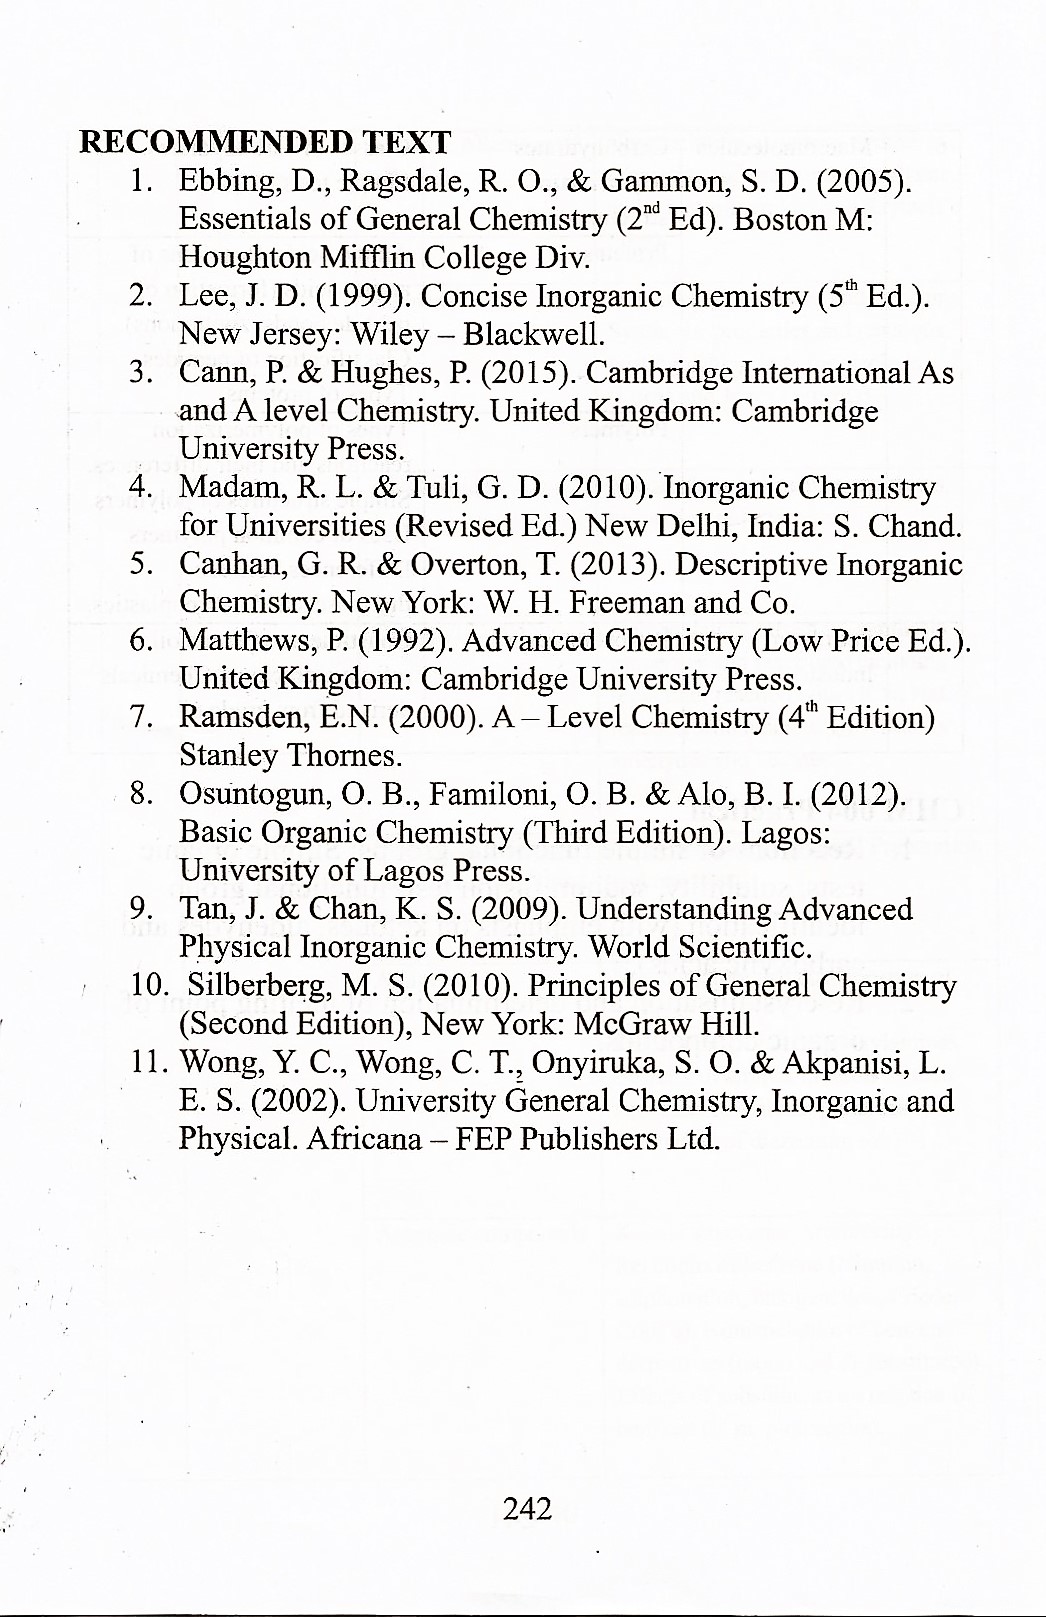 RECOMMENDED TEXT
1. Ebbing, D., Ragsdale, R. O., & Gammon, S. D. (2005).
Essentials of General Chemistry (2nd Ed). Boston M:
Houghton Mifflin College Div.
2. Lee, J. D. (1999). Concise Inorganic Chemistry (5th Ed.).
New Jersey: Wiley – Blackwell.
3. Cann, P. & Hughes, P. (2015). Cambridge International As
and A level Chemistry. United Kingdom: Cambridge
University Press.
4. Madam, R. L. & Tuli, G. D. (2010). Inorganic Chemistry
for Universities (Revised Ed.) New Delhi, India: S. Chand.
5. Canhan, G. R. & Overton, T. (2013). Descriptive Inorganic
Chemistry. New York: W. H. Freeman and Co.
6. Matthews, P. (1992). Advanced Chemistry (Low Price Ed.).
United Kingdom: Cambridge University Press.
7. Ramsden, E.N. (2000). A – Level Chemistry (4th Edition)
Stanley Thornes.
8. Osuntogun, O. B., Familoni, O. B. & Alo, B. I. (2012).
Basic Organic Chemistry (Third Edition). Lagos:
University of Lagos Press.
9. Tan, J. & Chan, K. S. (2009). Understanding Advanced
Physical Inorganic Chemistry. World Scientific.
10. Silberberg, M. S. (2010). Principles of General Chemistry
(Second Edition), New York: McGraw Hill.
11. Wong, Y. C., Wong, C. T., Onyiruka, S. O. & Akpanisi, L.
E. S. (2002). University General Chemistry, Inorganic and
Physical. Africana – FEP Publishers Ltd.
242